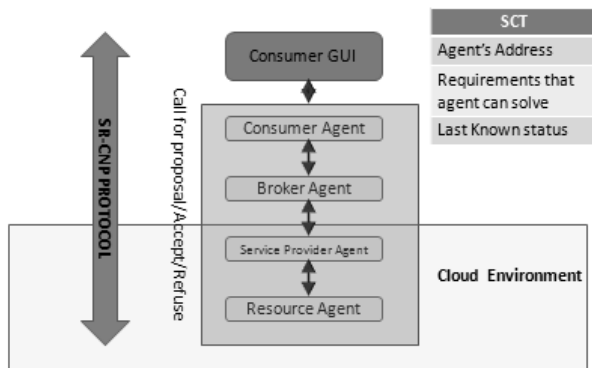 SCT
Agent's Address
Requirements that
agent can solve
Last Known status
Consumer GUI
SR-CNP PROTOCOL
Call for proposal/Accept/Refuse
Consumer Agent
Broker Agent
Service Provider Agent
Resource Agent
Cloud Environment